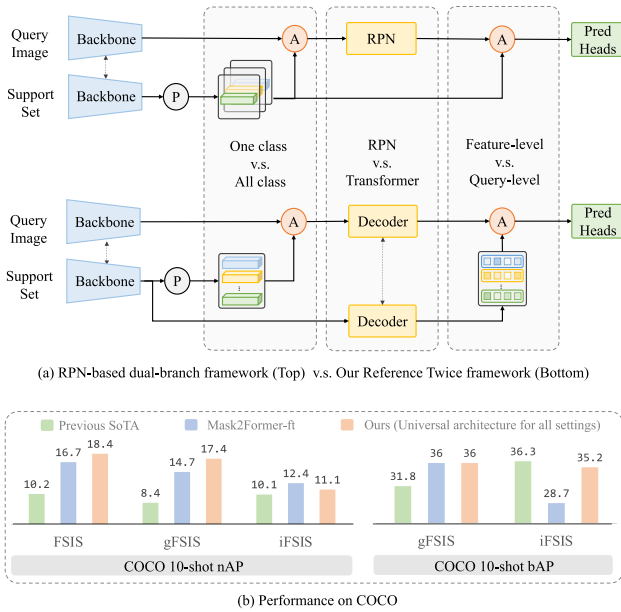 Query Image
Backbone
A
RPN
A
Pred Heads
Support Set
Backbone
P
One class v.s. All class
RPN v.s. Transformer
Feature-level v.s. Query-level
Query Image
Backbone
A
Decoder
A
Pred Heads
Support Set
Backbone
P
Decoder
(a) RPN-based dual-branch framework (Top) v.s. Our Reference Twice framework (Bottom)
Previous SoTA
Mask2Former-ft
Ours (Universal architecture for all settings)
10.2
16.7
18.4
8.4
14.7
17.4
10.1
12.4
11.1
31.8
36
36
36.3
28.7
35.2
FSIS
gFSIS
iFSIS
gFSIS
iFSIS
COCO 10-shot nAP
COCO 10-shot bAP
(b) Performance on COCO